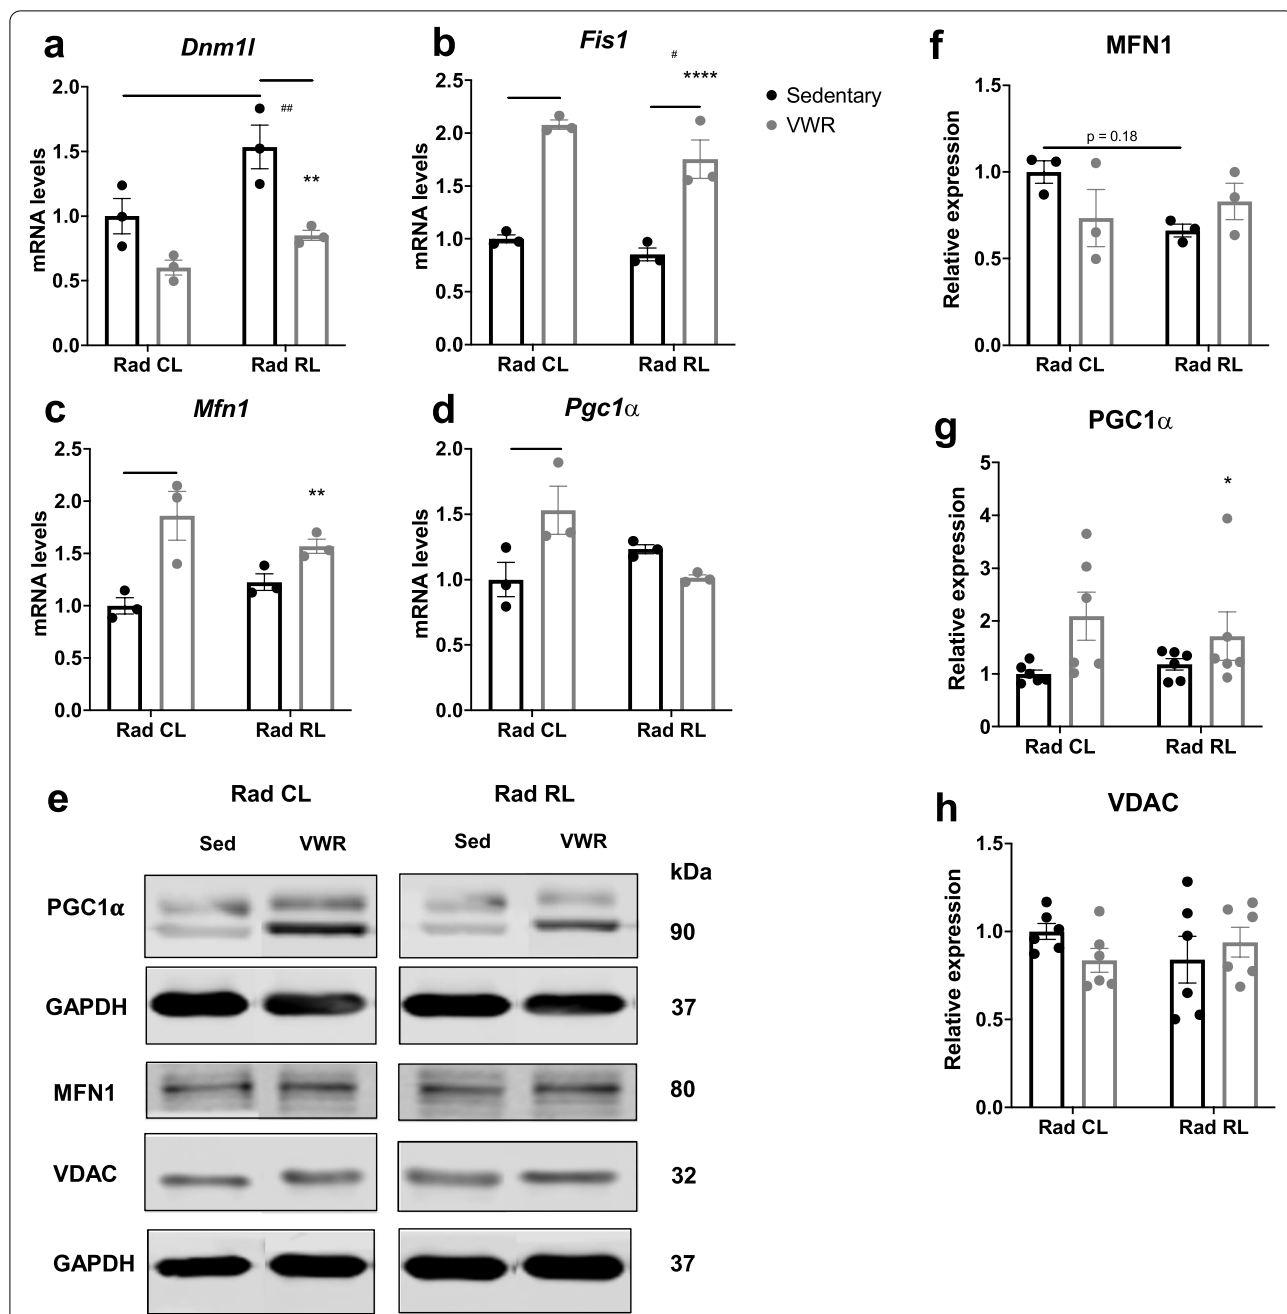 a
Dnm1l
mRNA levels
2.0
1.5
1.0
0.5
0.0
##
**
Rad CL
Rad RL
b
Fis1
mRNA levels
2.5
2.0
1.5
1.0
0.5
0.0
#
****
Rad CL
Rad RL
Sedentary
VWR
f
MFN1
Relative expression
1.5
1.0
0.5
0.0
p = 0.18
Rad CL
Rad RL
c
Mfn1
mRNA levels
2.5
2.0
1.5
1.0
0.5
0.0
**
Rad CL
Rad RL
d
Pgc1α
mRNA levels
2.0
1.5
1.0
0.5
0.0
Rad CL
Rad RL
g
PGC1α
Relative expression
5
4
3
2
1
0
*
Rad CL
Rad RL
e
Rad CL
Rad RL
Sed
VWR
Sed
VWR
kDa
PGC1α
90
GAPDH
37
MFN1
80
VDAC
32
GAPDH
37
h
VDAC
Relative expression
1.5
1.0
0.5
0.0
Rad CL
Rad RL